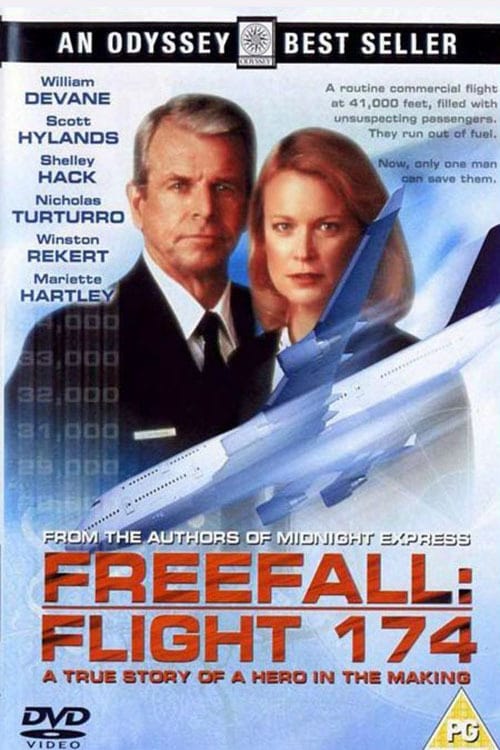 AN ODYSSEY BEST SELLER
ODYSSEY
William
DEVANE
Scott
HYLANDS
Shelley
HACK
Nicholas
TURTURRO
Winston
REKERT
Mariette
HARTLEY
A routine commercial flight
at 41,000 feet, filled with
unsuspecting passengers.
They run out of fuel.
Now, only one man
can save them.
33,000
32,000
31,000
FROM THE AUTHORS OF MIDNIGHT EXPRESS
FREEFALL:
FLIGHT 174
A TRUE STORY OF A HERO IN THE MAKING
DVD
VIDEO
PG